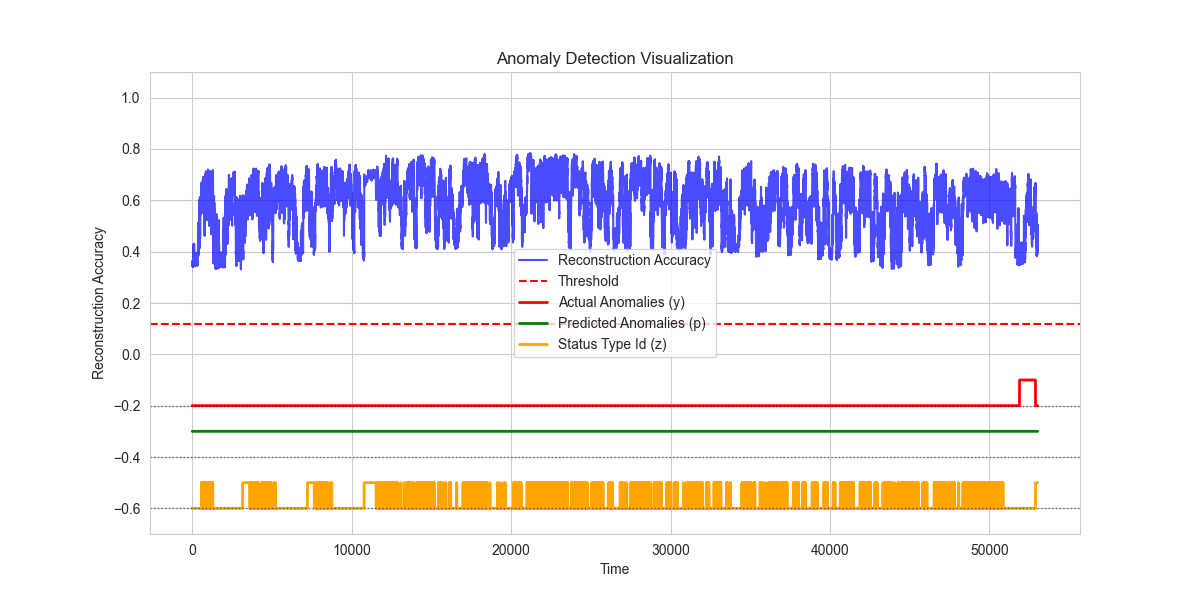 Anomaly Detection Visualization
Reconstruction Accuracy
1.0
0.8
0.6
0.4
0.2
0.0
−0.2
−0.4
−0.6
Reconstruction Accuracy
Threshold
Actual Anomalies (y)
Predicted Anomalies (p)
Status Type Id (z)
0 10000 20000 30000 40000 50000
Time